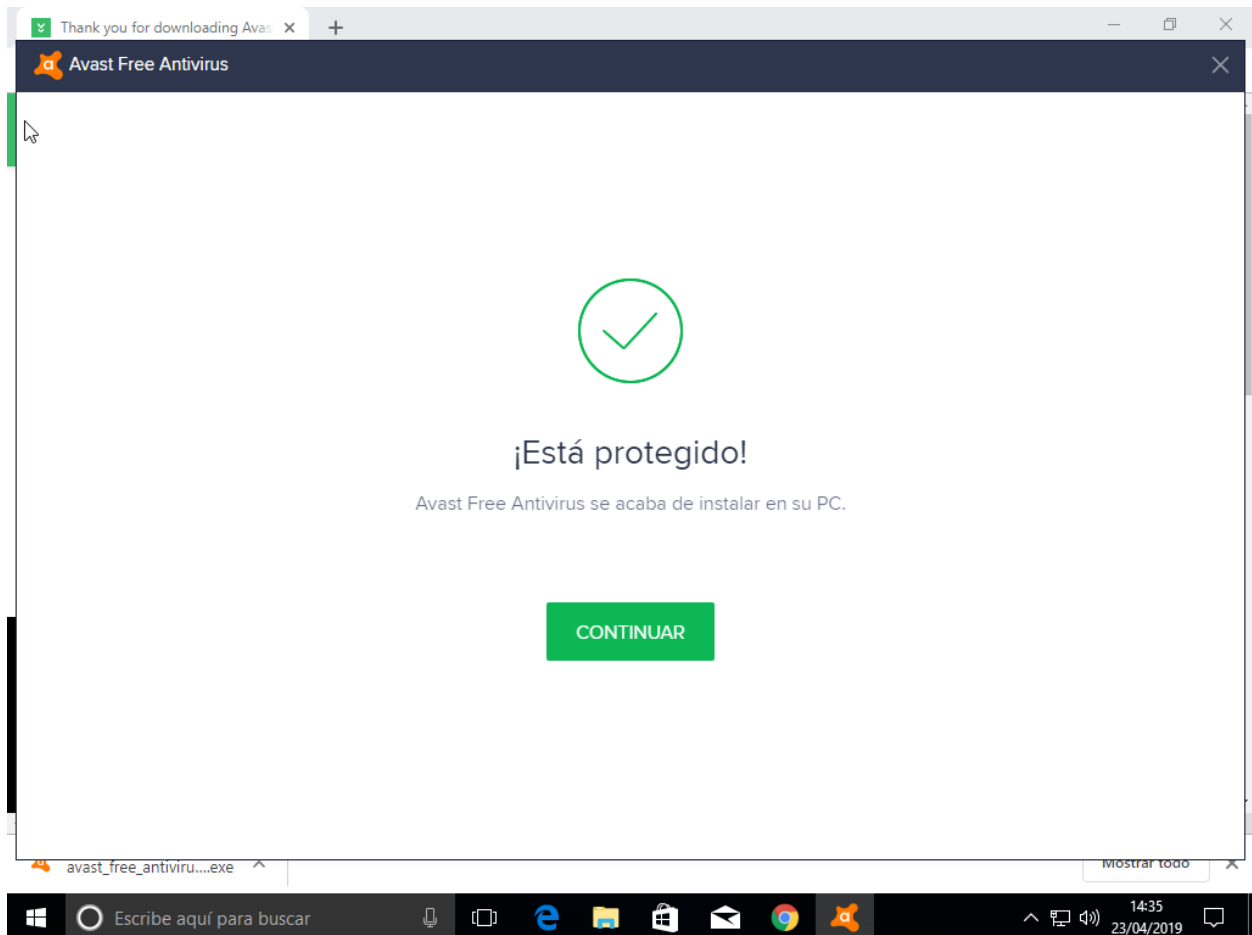 Thank you for downloading Avas
Avast Free Antivirus
¡Está protegido!
Avast Free Antivirus se acaba de instalar en su PC.
CONTINUAR
avast_free_antiviru....exe
Mostrar todo
Escribe aquí para buscar
14:35
23/04/2019